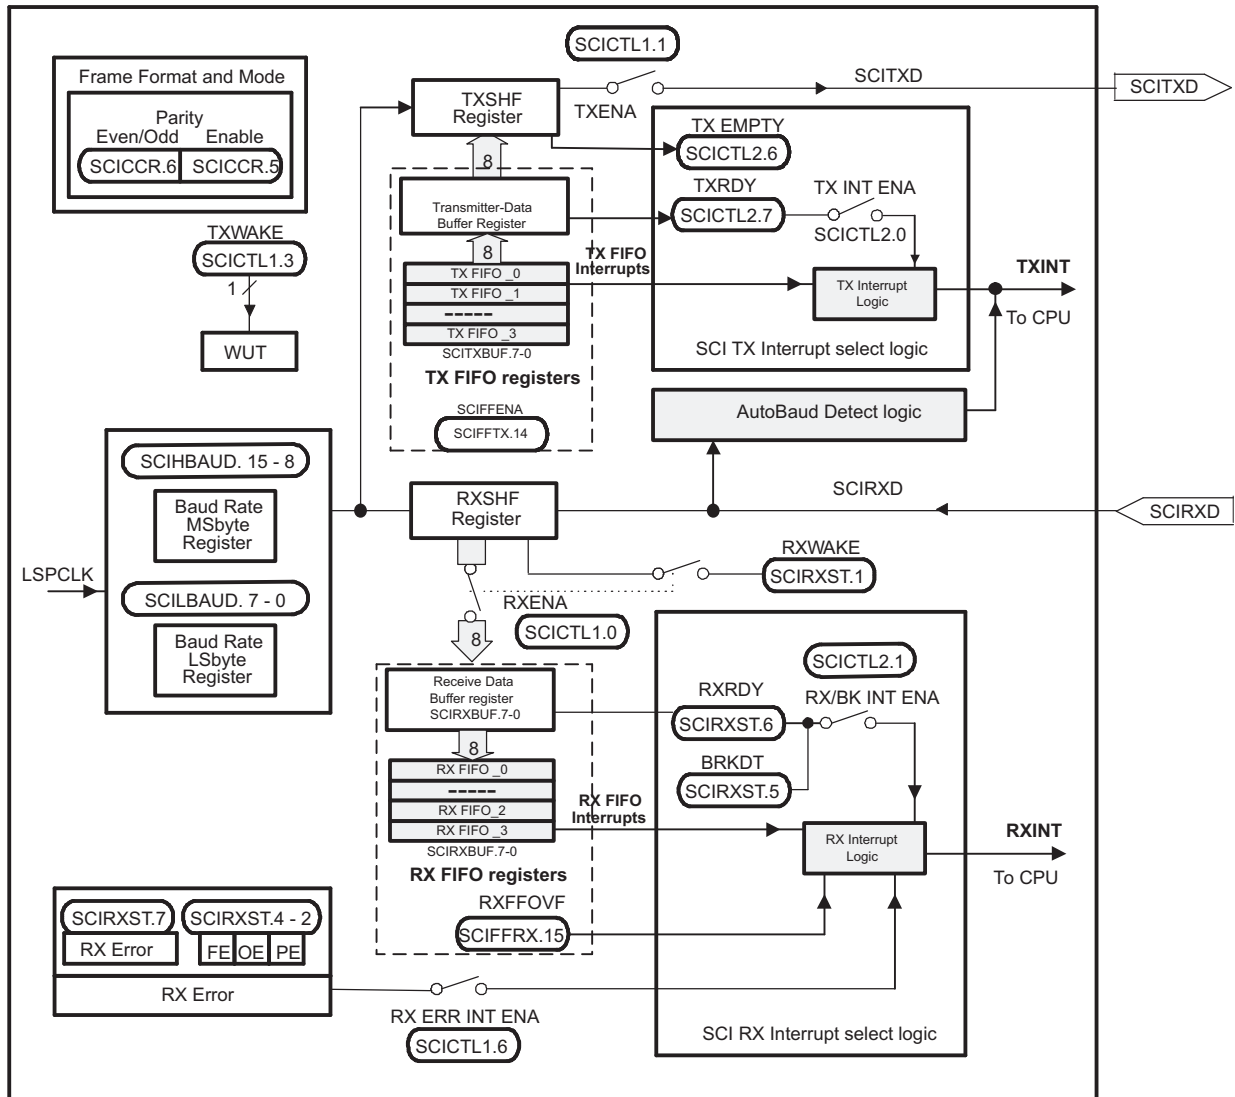 SCICTL1.1
Frame Format and Mode
Parity
Even/Odd Enable
SCICCR.6 SCICCR.5
TXWAKE
SCICTL1.3
1
WUT
TXSHF
Register
TXENA
SCITXD
SCITXD
8
Transmitter-Data
Buffer Register
8
TX FIFO _0
TX FIFO _1
-----
TX FIFO _3
SCITXBUF.7-0
TX FIFO registers
SCIFFENA
SCIFFTX.14
TX FIFO
Interrupts
TX EMPTY
SCICTL2.6
TXRDY
SCICTL2.7
TX INT ENA
SCICTL2.0
TX Interrupt
Logic
SCI TX Interrupt select logic
TXINT
To CPU
AutoBaud Detect logic
SCIHBAUD. 15 - 8
Baud Rate
MSbyte
Register
LSPCLK
SCILBAUD. 7 - 0
Baud Rate
LSbyte
Register
RXSHF
Register
SCIRXD
SCIRXD
RXWAKE
SCIRXST.1
RXENA
SCICTL1.0
8
Receive Data
Buffer register
SCIRXBUF.7-0
8
RX FIFO _0
-----
RX FIFO_2
RX FIFO _3
SCIRXBUF.7-0
RX FIFO registers
RXFFOVF
SCIFFRX.15
RX FIFO
Interrupts
SCICTL2.1
RXRDY
RX/BK INT ENA
SCIRXST.6
BRKDT
SCIRXST.5
RX Interrupt
Logic
RXINT
To CPU
SCI RX Interrupt select logic
SCIRXST.7 SCIRXST.4 - 2
RX Error FE OE PE
RX Error
RX ERR INT ENA
SCICTL1.6